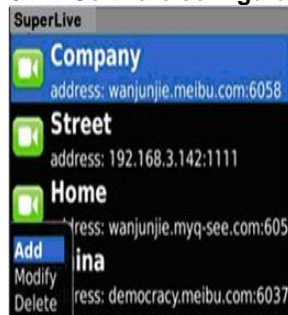 SuperLive
Company
address: wanjunjie.meibu.com:6058
Street
address: 192.168.3.142:1111
Home
dress: wanjunjie.myq-see.com:605
Add
ina
Modify
Delete
ress: democracy.meibu.com:6037